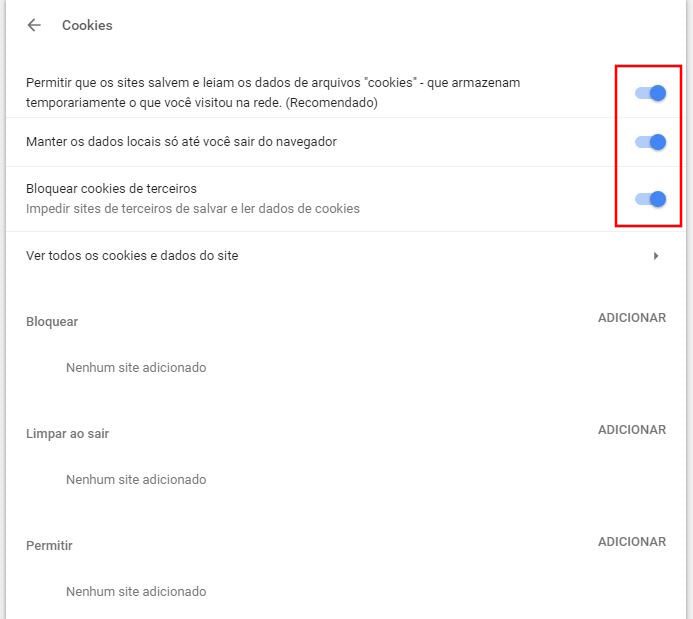 Cookies
Permitir que os sites salvem e leiam os dados de arquivos "cookies" - que armazenam
temporariamente o que você visitou na rede. (Recomendado)
Manter os dados locais só até você sair do navegador
Bloquear cookies de terceiros
Impedir sites de terceiros de salvar e ler dados de cookies
Ver todos os cookies e dados do site
Bloquear
ADICIONAR
Nenhum site adicionado
Limpar ao sair
ADICIONAR
Nenhum site adicionado
Permitir
ADICIONAR
Nenhum site adicionado